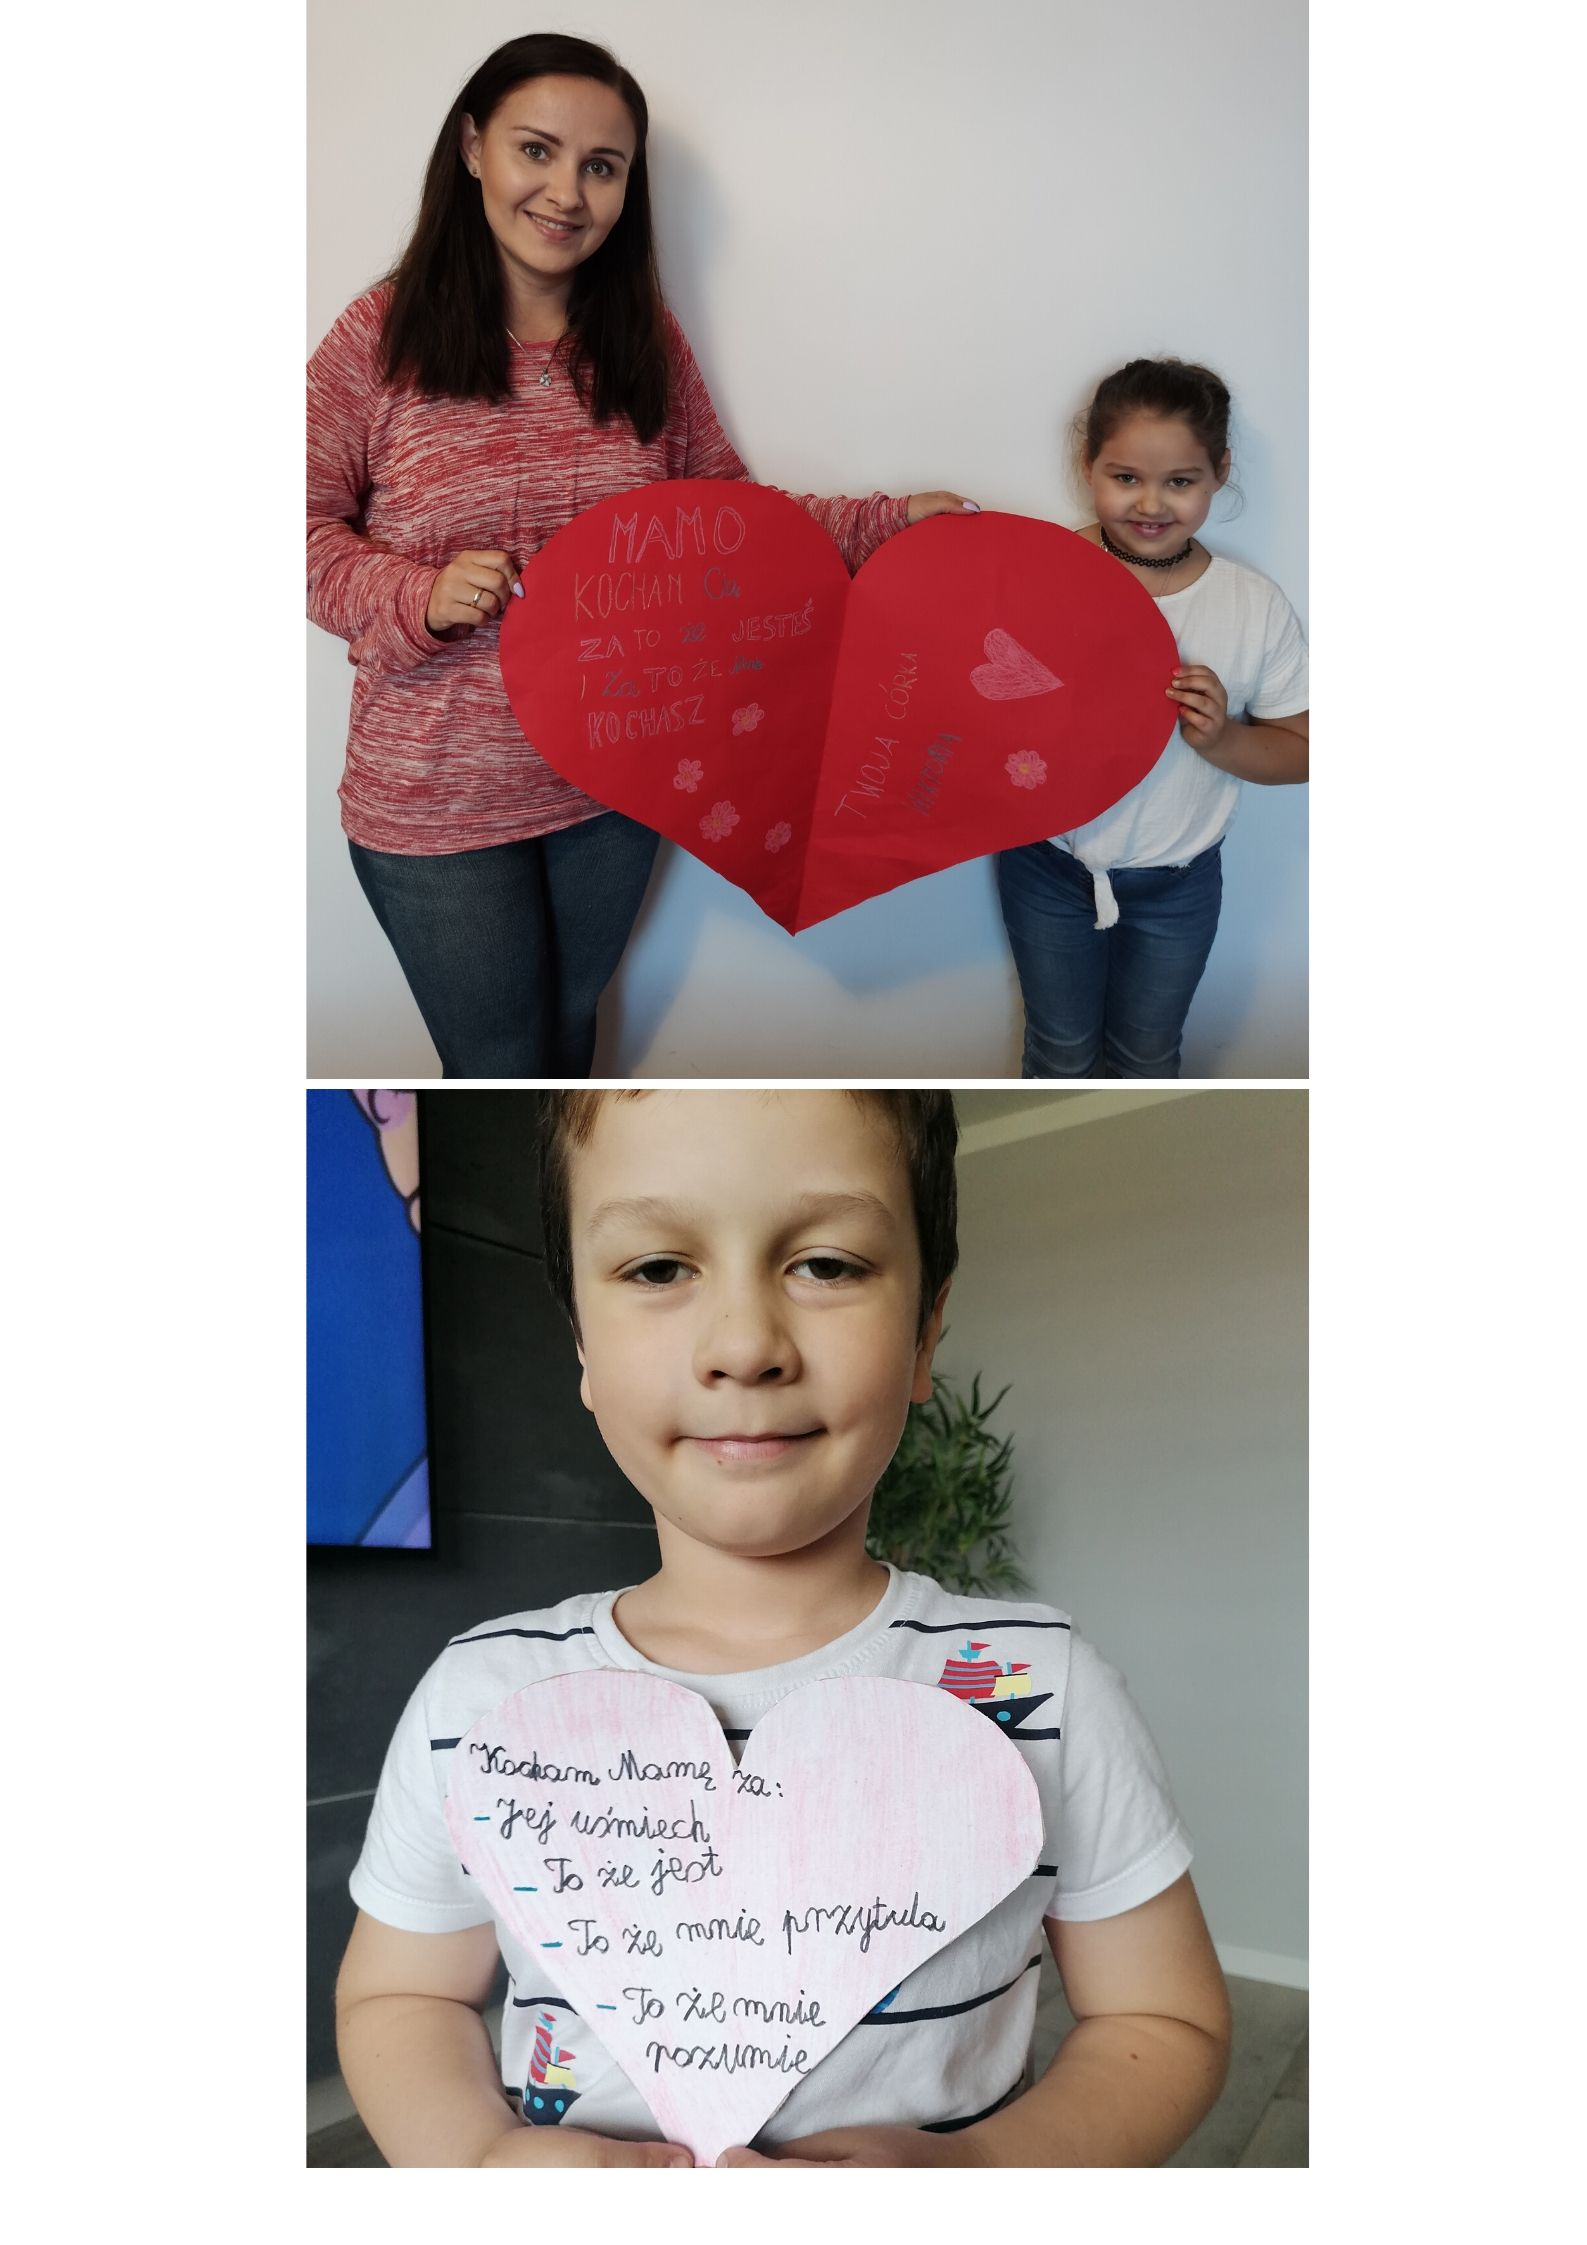 MAMO
KOCHAM Cię
ZA TO że JESTEŚ
I Za TO ŻE Mnie
KOCHASZ
TWOJA CÓRKA
WIKTORIA
Kocham Mamę za:
- Jej uśmiech
- To że jest
- To że mnie przytula
- To że mnie
rozumie